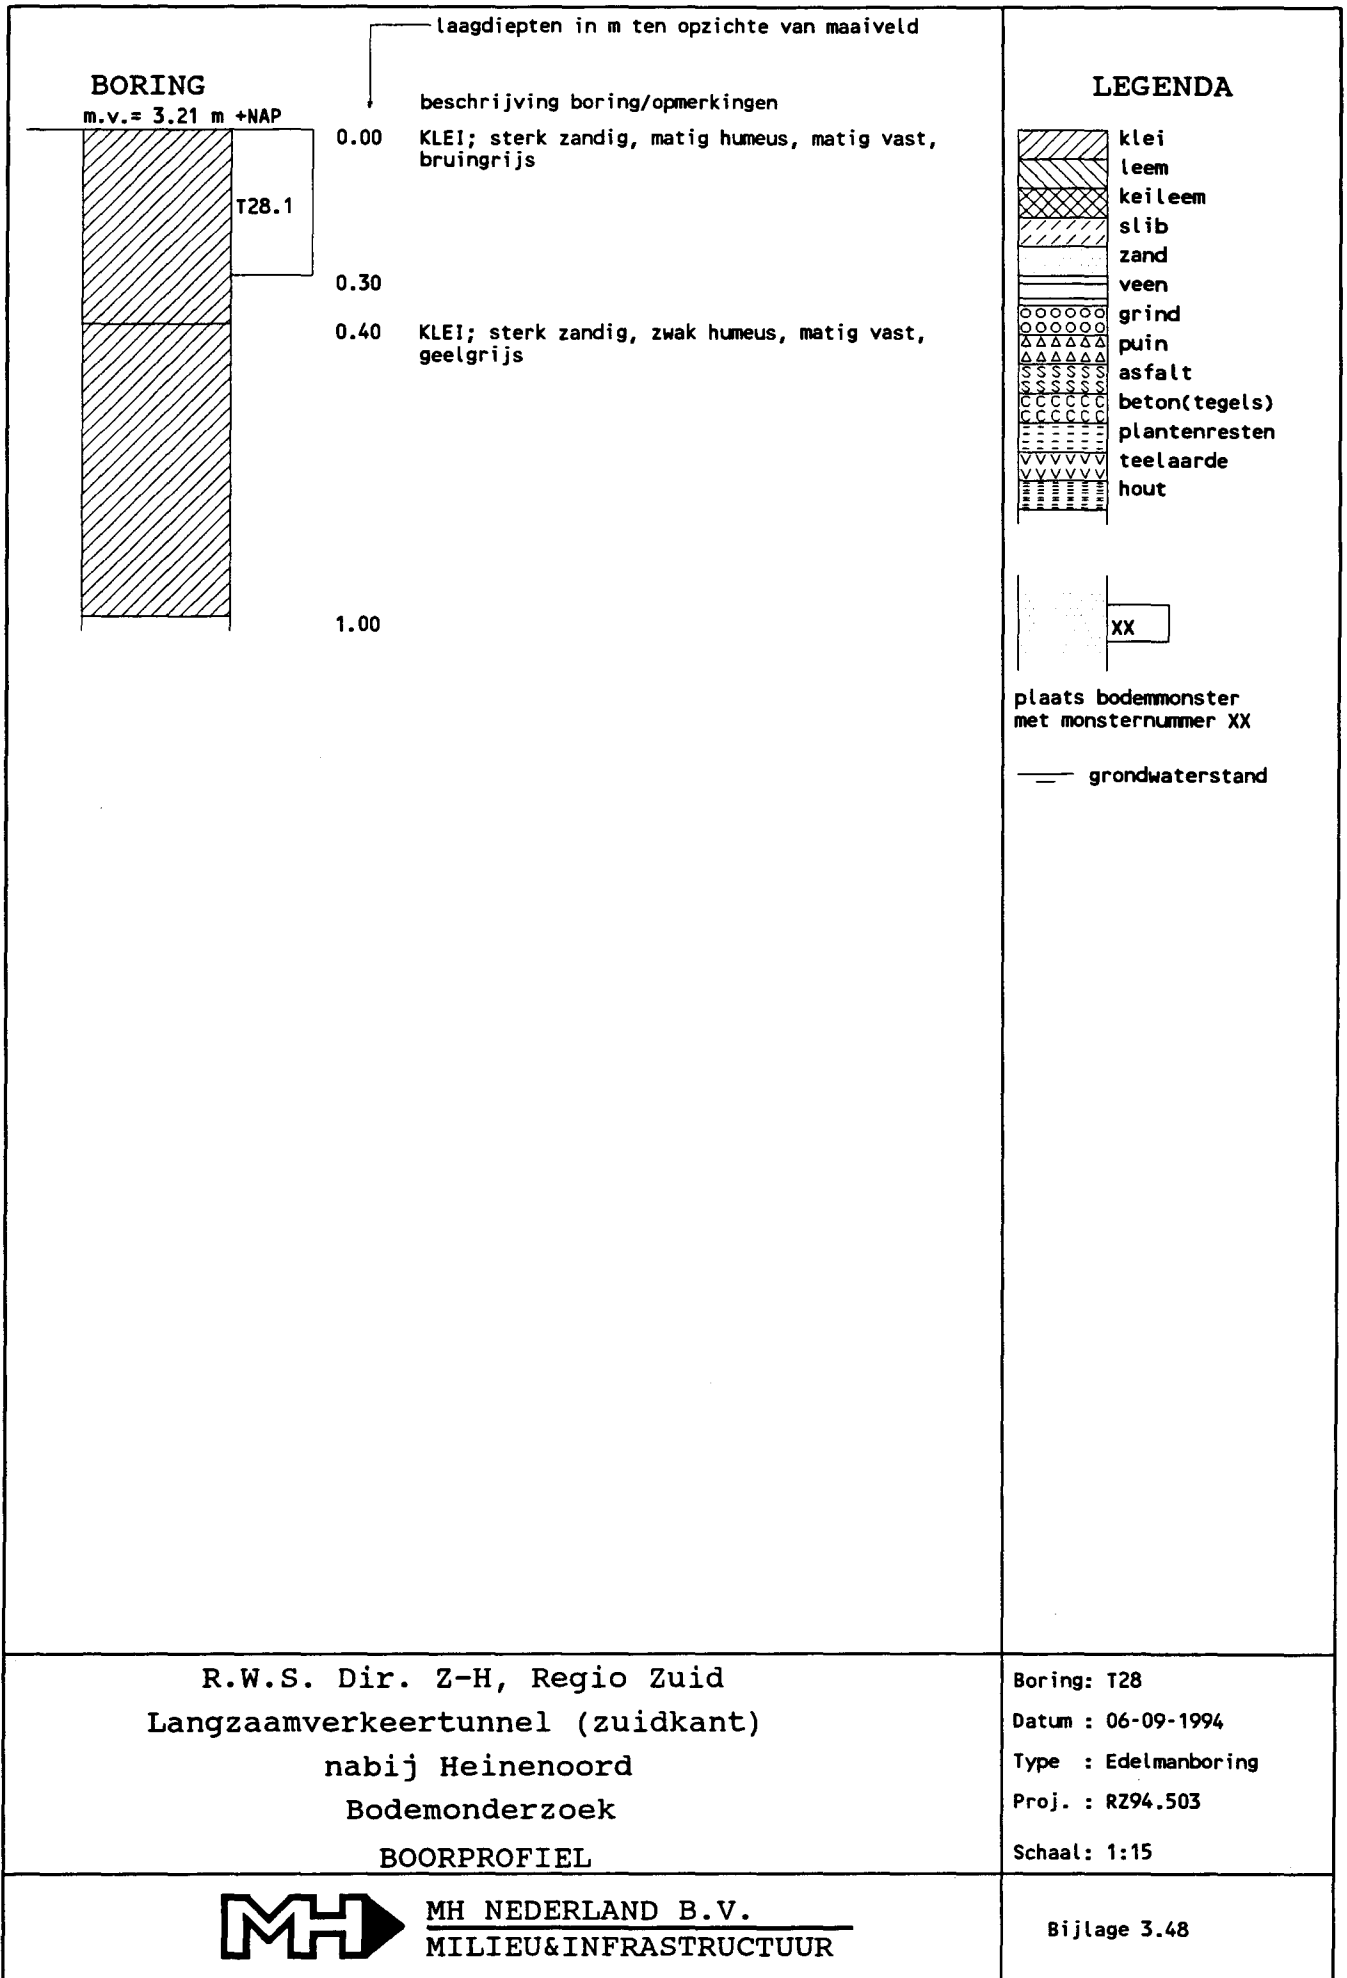 laagdiepten in m ten opzichte van maaiveld
BORING
m.v.= 3.21 m +NAP
beschrijving boring/opmerkingen
0.00 KLEI; sterk zandig, matig humeus, matig vast,
bruingrijs
T28.1
0.30
0.40 KLEI; sterk zandig, zwak humeus, matig vast,
geelgrijs
1.00
LEGENDA
klei
leem
keileem
slib
zand
veen
grind
puin
asfalt
beton(tegels)
plantenresten
teelaarde
hout
XX
plaats bodemmonster
met monsternummer XX
grondwaterstand
R.W.S. Dir. Z-H, Regio Zuid
Langzaamverkeertunnel (zuidkant)
nabij Heinenoord
Bodemonderzoek
BOORPROFIEL
Boring: T28
Datum : 06-09-1994
Type : Edelmanboring
Proj. : RZ94.503
Schaal: 1:15
MH
MH NEDERLAND B.V.
MILIEU&INFRASTRUCTUUR
Bijlage 3.48